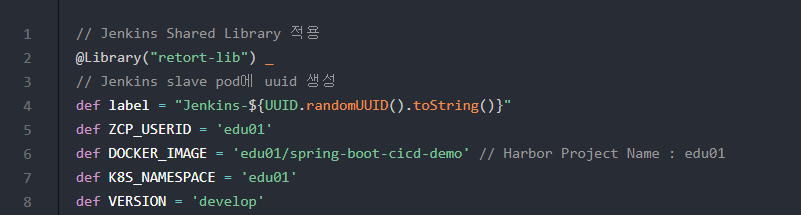 1 // Jenkins Shared Library 적용
2 @Library("retort-lib") _
3 // Jenkins slave pod에 uuid 생성
4 def label = "Jenkins-${UUID.randomUUID().toString()}"
5 def ZCP_USERID = 'edu01'
6 def DOCKER_IMAGE = 'edu01/spring-boot-cicd-demo' // Harbor Project Name : edu01
7 def K8S_NAMESPACE = 'edu01'
8 def VERSION = 'develop'